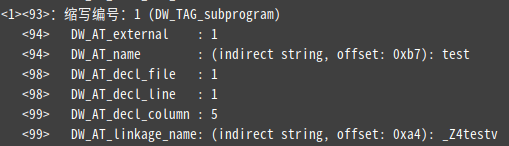 <1><93>: 缩写编号: 1 (DW_TAG_subprogram)
<94> DW_AT_external : 1
<94> DW_AT_name : (indirect string, offset: 0xb7): test
<98> DW_AT_decl_file : 1
<98> DW_AT_decl_line : 1
<99> DW_AT_decl_column : 5
<99> DW_AT_linkage_name: (indirect string, offset: 0xa4): _Z4testv